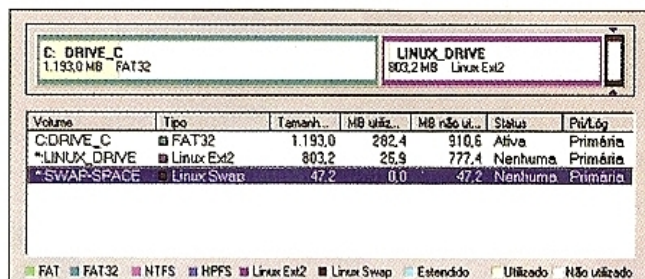 C: DRIVE_C
1.193,0 MB FAT32
LINUX_DRIVE
803,2 MB Linux Ext2
Volume Tipo Tamanh... MB utiliz... MB não ut... Status Pri/Lóg
C:DRIVE_C FAT32 1.193,0 282,4 910,6 Ativa Primária
*:LINUX_DRIVE Linux Ext2 803,2 25,9 777,4 Nenhuma Primária
*:SWAP-SPACE Linux Swap 47,2 0,0 47,2 Nenhuma Primária
FAT FAT32 NTFS HPFS Linux Ext2 Linux Swap Estendido Utilizado Não utilizado